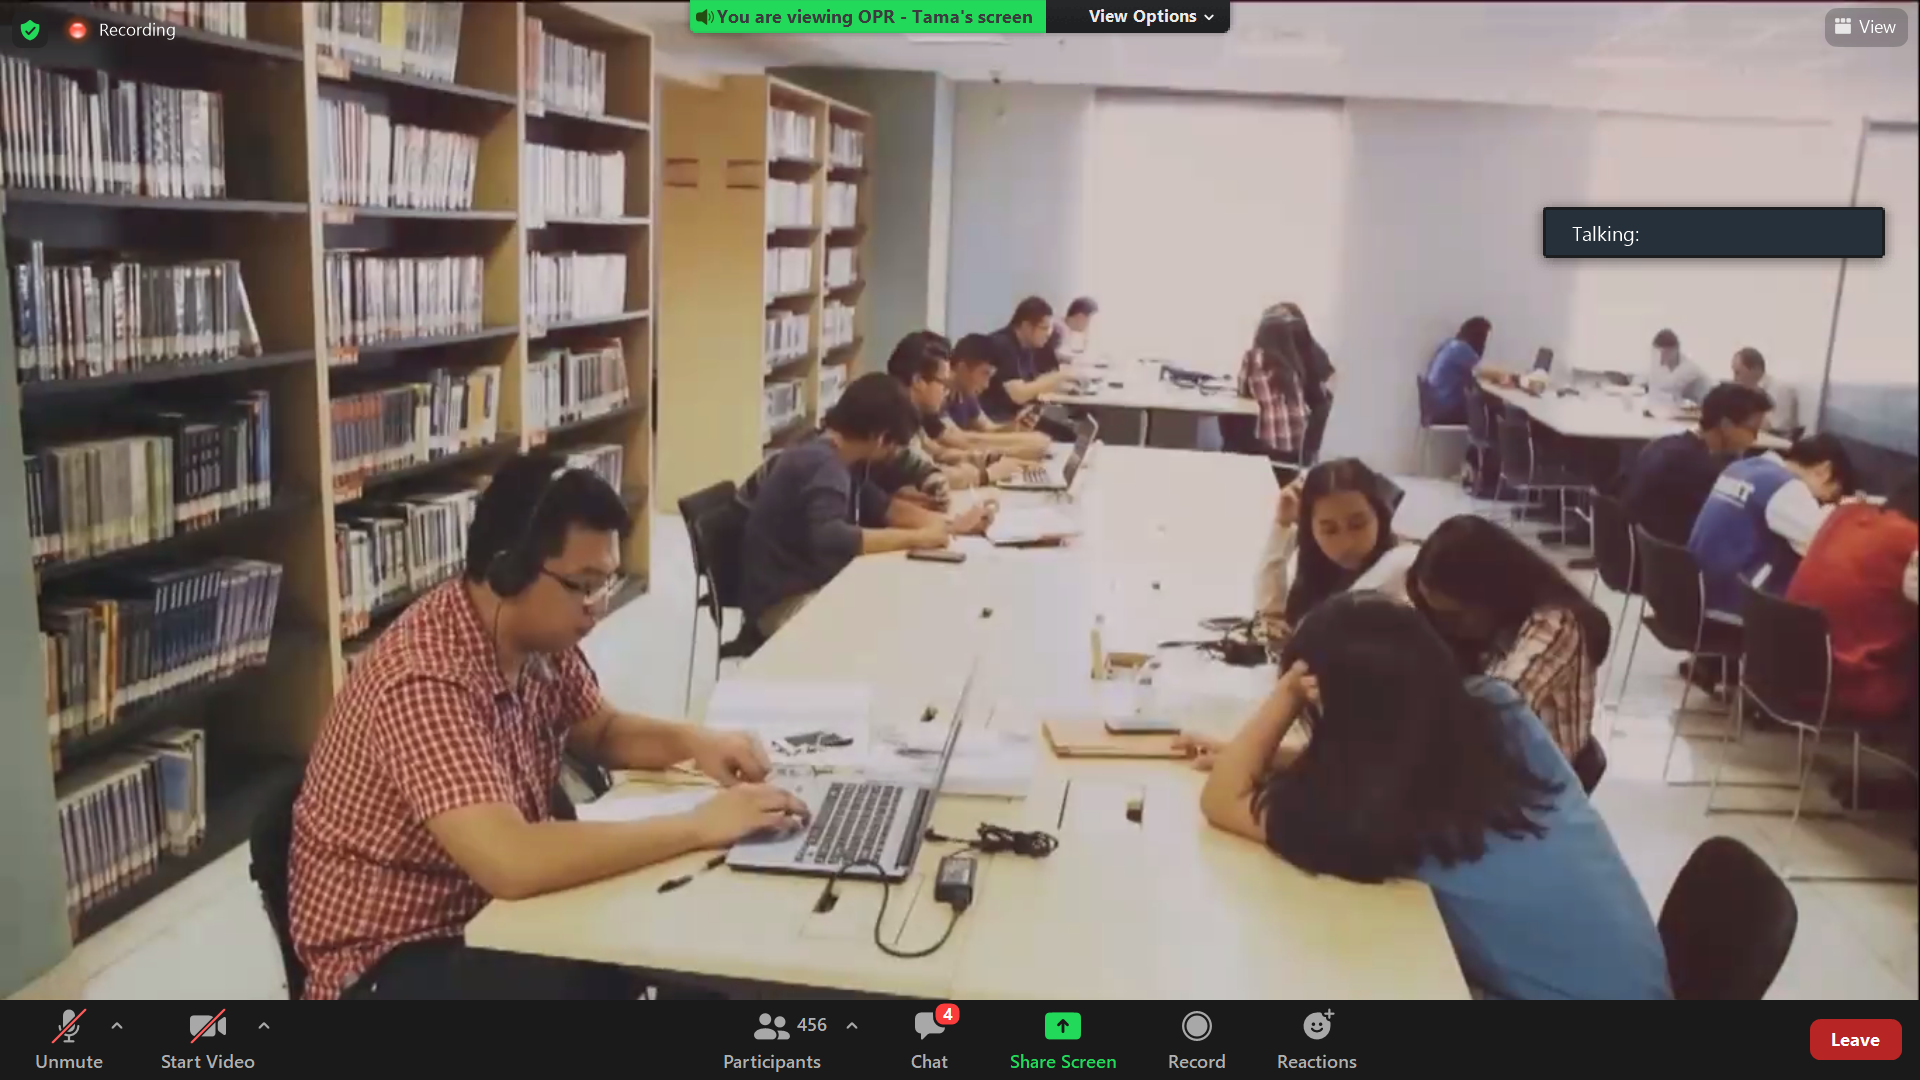 Recording
You are viewing OPR - Tama's screen
View Options
View
Talking:
Unmute
Start Video
456
Participants
4
Chat
Share Screen
Record
Reactions
Leave